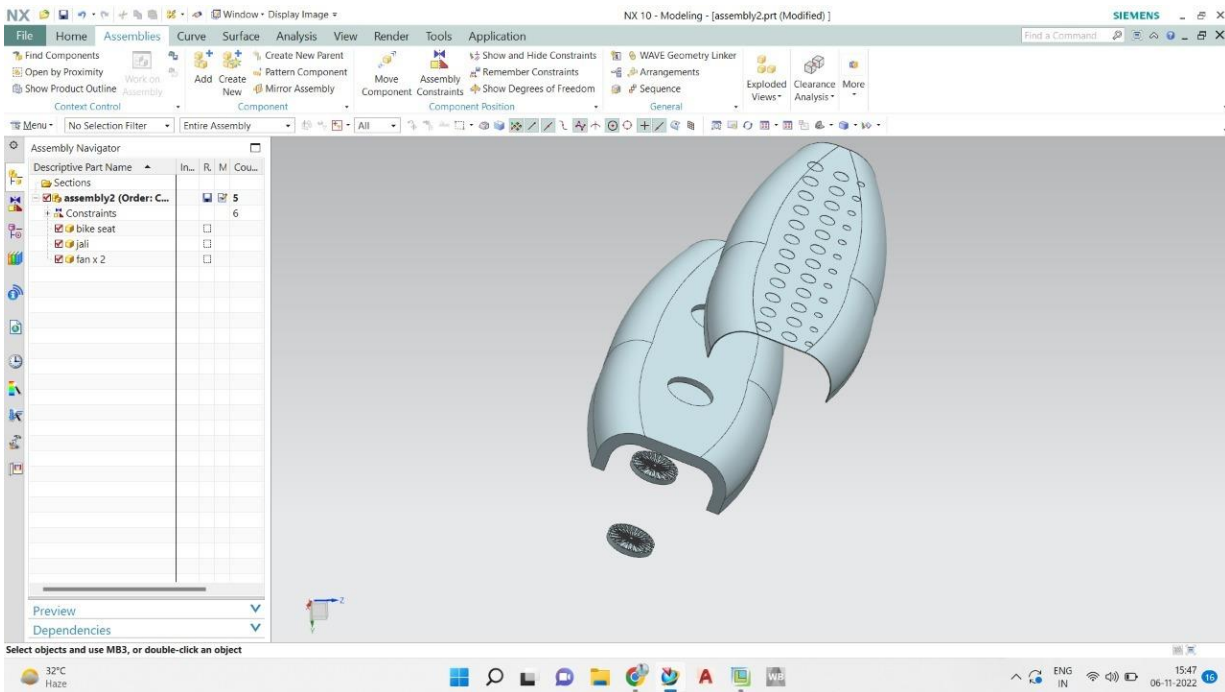 NX Window Display Image NX 10 - Modeling - [assembly2.prt (Modified) ] SIEMENS
File Home Assemblies Curve Surface Analysis View Render Tools Application Find a Command
Find Components
Open by Proximity
Show Product Outline
Work on Assembly
Context Control
Add
Create New
Create New Parent
Pattern Component
Mirror Assembly
Component
Move Component
Assembly Constraints
Show and Hide Constraints
Remember Constraints
Show Degrees of Freedom
Component Position
WAVE Geometry Linker
Arrangements
Sequence
General
Exploded Views
Clearance Analysis
More
Menu No Selection Filter Entire Assembly All
Assembly Navigator
Descriptive Part Name In... R. M Cou...
Sections
assembly2 (Order: C... 5
Constraints 6
bike seat
jali
fan x 2
Z
Y
Preview
Dependencies
Select objects and use MB3, or double-click an object
32°C
Haze
WB
ENG
IN
15:47
06-11-2022
16